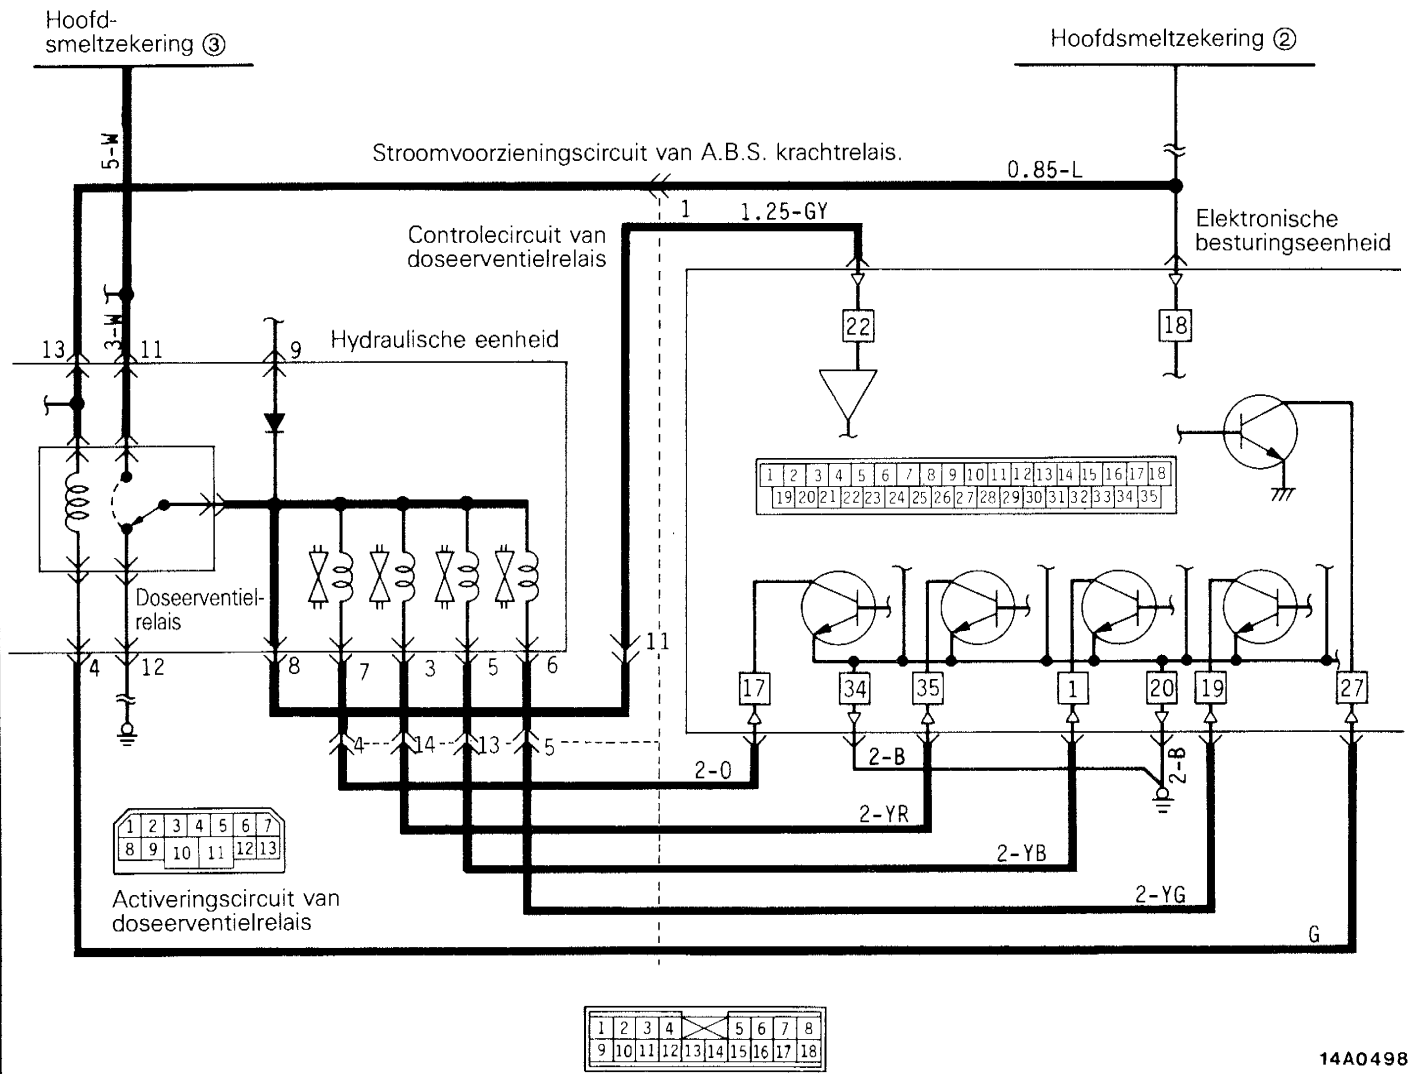 Hoofd-
smeltzekering ③
Hoofdsmeltzekering ②
5-W
Stroomvoorzieningscircuit van A.B.S. krachtrelais.
0.85-L
1
1.25-GY
Controlecircuit van
doseerventielrelais
Elektronische
besturingseenheid
3-W
13
11
9
Hydraulische eenheid
22
18
1 2 3 4 5 6 7 8 9 10 11 12 13 14 15 16 17 18
19 20 21 22 23 24 25 26 27 28 29 30 31 32 33 34 35
Doseerventiel-
relais
4
12
8
7
3
5
6
11
17
34
35
1
20
19
27
4
14
13
5
2-O
2-B
2-B
2-YR
2-YB
2-YG
G
1 2 3 4 5 6 7
8 9 10 11 12 13
Activeringscircuit van
doseerventielrelais
1 2 3 4 5 6 7 8
9 10 11 12 13 14 15 16 17 18
14A0498